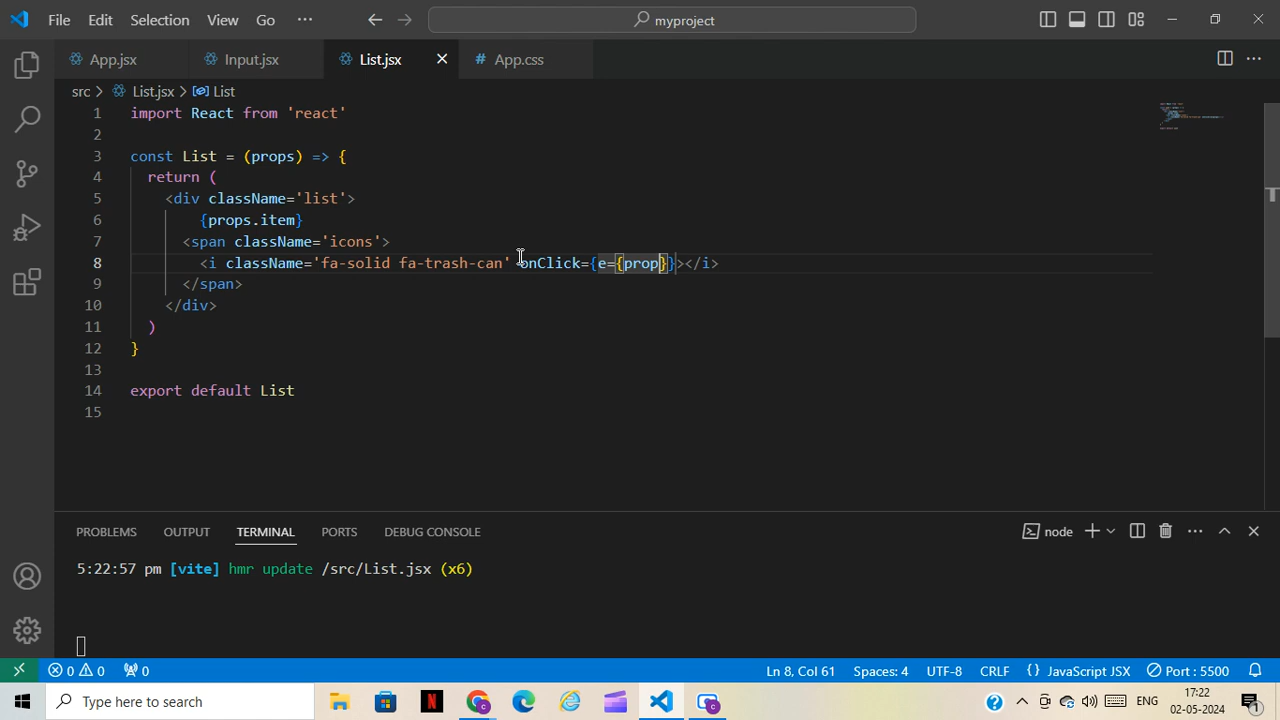 File Edit Selection View Go ··· myproject
App.jsx Input.jsx List.jsx # App.css
src > List.jsx > List
1 import React from 'react'
2
3 const List = (props) => {
4 return (
5 <div className='list'>
6 {props.item}
7 <span className='icons'>
8 <i className='fa-solid fa-trash-can' onClick={e={prop}}></i>
9 </span>
10 </div>
11 )
12 }
13
14 export default List
15
PROBLEMS OUTPUT TERMINAL PORTS DEBUG CONSOLE node
5:22:57 pm [vite] hmr update /src/List.jsx (x6)
0 0 0 Ln 8, Col 61 Spaces: 4 UTF-8 CRLF {} JavaScript JSX Port : 5500
Type here to search ENG 17:22
02-05-2024 1